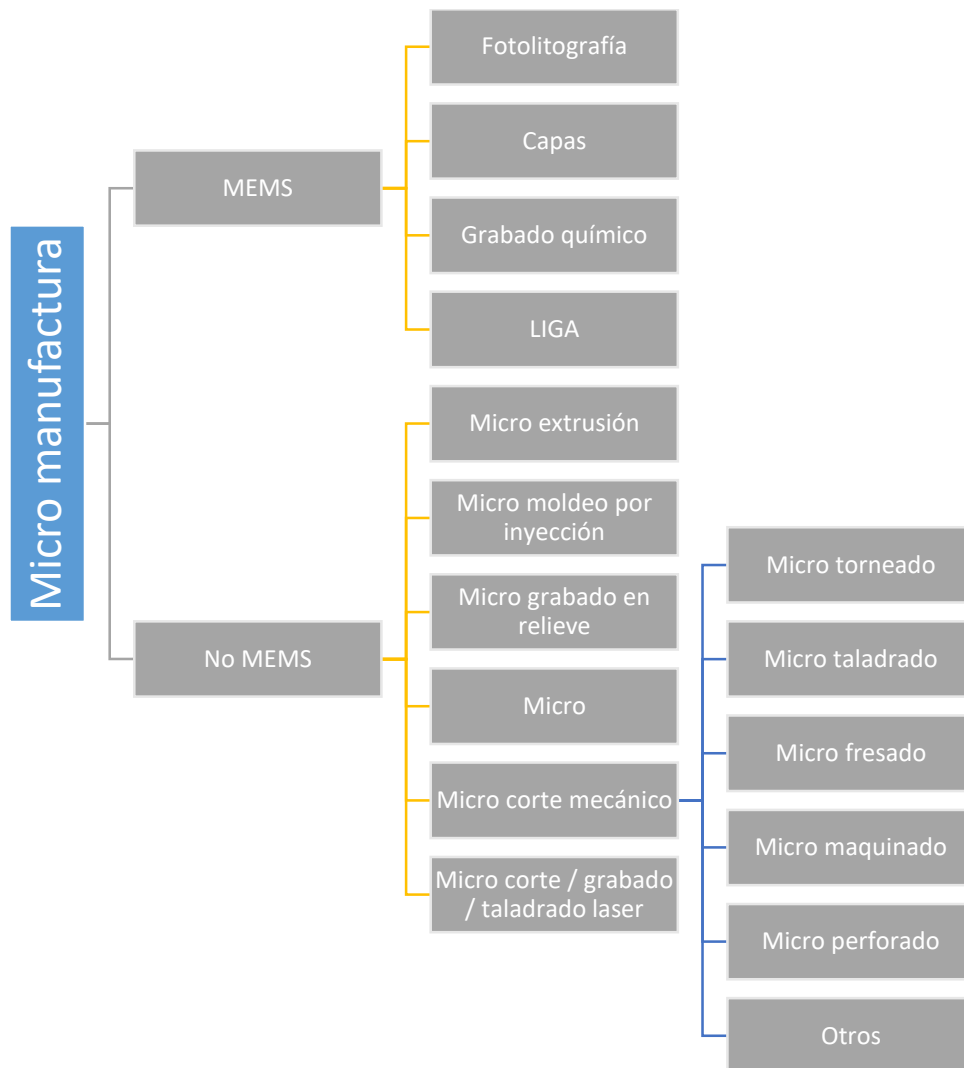 Micro manufactura
MEMS
Fotolitografía
Capas
Grabado químico
LIGA
No MEMS
Micro extrusión
Micro moldeo por
inyección
Micro grabado en
relieve
Micro
Micro corte mecánico
Micro torneado
Micro taladrado
Micro fresado
Micro maquinado
Micro perforado
Otros
Micro corte / grabado
/ taladrado laser